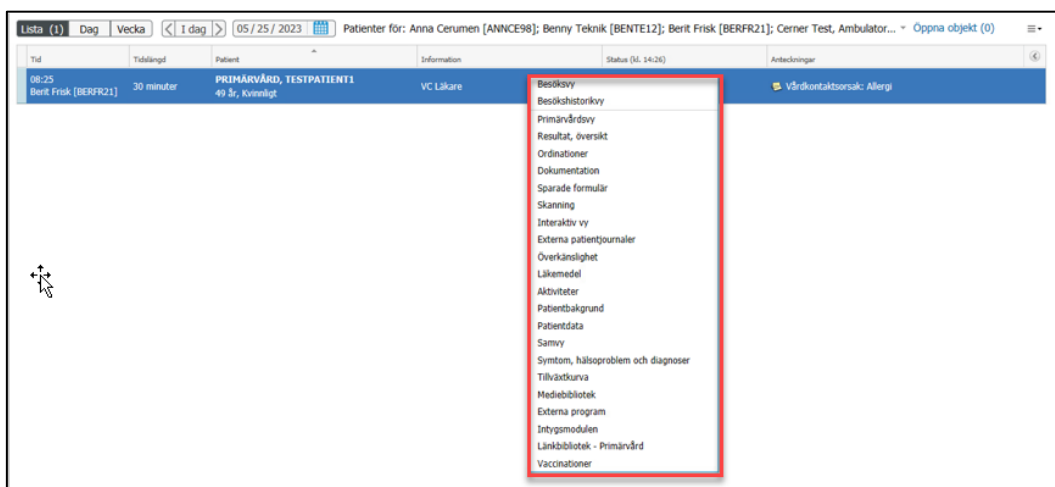 Lista (1) Dag Vecka I dag 05 / 25 / 2023 Patienter för: Anna Cerumen [ANNCE98]; Benny Teknik [BENTE12]; Berit Frisk [BERFR21]; Cerner Test, Ambulator... Öppna objekt (0)
Tid Tidslängd Patient Information Status (kl. 14:26) Anteckningar
08:25 30 minuter PRIMÄRVÅRD, TESTPATIENT1 VC Läkare Vårdkontaktsorsak: Allergi
Berit Frisk [BERFR21] 49 år, Kvinnligt
Besöksvy
Besökshistorikvy
Primärvårdsvy
Resultat, översikt
Ordinationer
Dokumentation
Sparade formulär
Skanning
Interaktiv vy
Externa patientjournaler
Överkänslighet
Läkemedel
Aktiviteter
Patientbakgrund
Patientdata
Samvy
Symtom, hälsoproblem och diagnoser
Tillväxtkurva
Mediebibliotek
Externa program
Intygsmodulen
Länkbibliotek - Primärvård
Vaccinationer